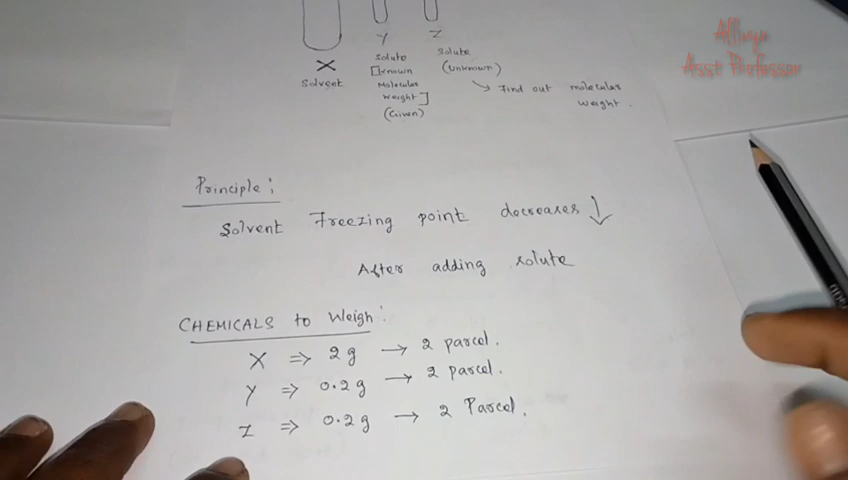 X
Solvent
Y
Solute
[known
Molecular
weight]
(Given)
Z
Solute
(Unknown)
Find out molecular
weight.
Asst Professor
Principle:
Solvent Freezing point decreases ↓
After adding solute
CHEMICALS to Weigh:
X ⇒ 2g → 2 parcel.
Y ⇒ 0.2g → 2 parcel.
Z ⇒ 0.2g → 2 Parcel.